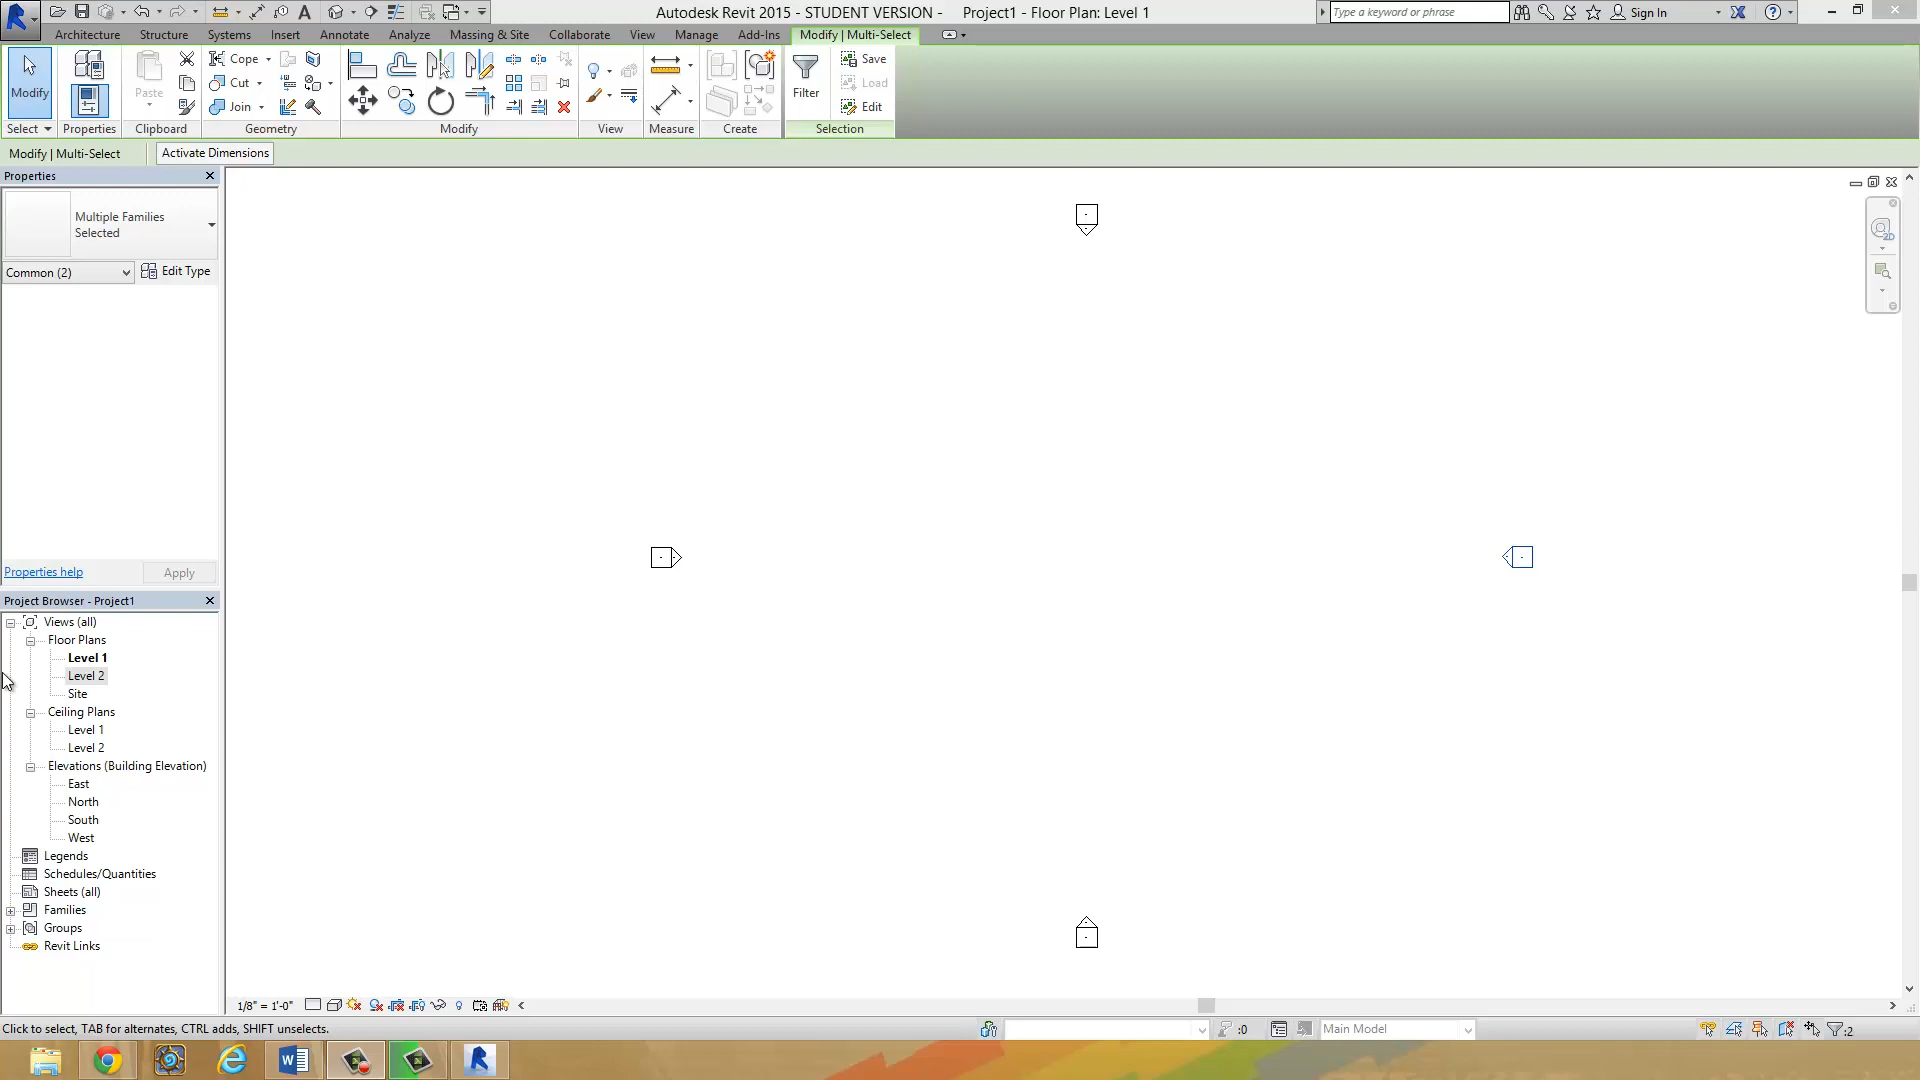 Autodesk Revit 2015 - STUDENT VERSION - Project1 - Floor Plan: Level 1
Type a keyword or phrase
Sign In
Architecture Structure Systems Insert Annotate Analyze Massing & Site Collaborate View Manage Add-Ins Modify | Multi-Select
Modify
Paste
Cope
Cut
Join
Filter
Save
Load
Edit
Select Properties Clipboard Geometry Modify View Measure Create Selection
Modify | Multi-Select Activate Dimensions
Properties
Multiple Families
Selected
Common (2) Edit Type
Properties help Apply
Project Browser - Project1
Views (all)
Floor Plans
Level 1
Level 2
Site
Ceiling Plans
Level 1
Level 2
Elevations (Building Elevation)
East
North
South
West
Legends
Schedules/Quantities
Sheets (all)
Families
Groups
Revit Links
2D
1/8" = 1'-0"
Click to select, TAB for alternates, CTRL adds, SHIFT unselects.
:0
Main Model
:2